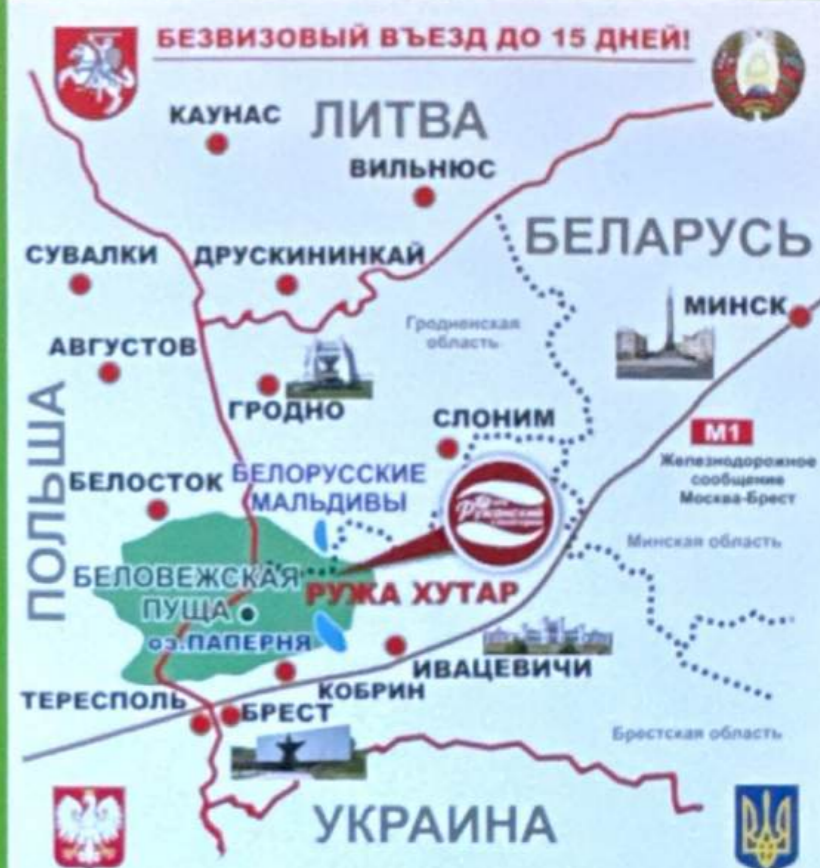 БЕЗВИЗОВЫЙ ВЪЕЗД ДО 15 ДНЕЙ!
КАУНАС
ЛИТВА
ВИЛЬНЮС
БЕЛАРУСЬ
СУВАЛКИ
ДРУСКИНИНКАЙ
МИНСК
Гродненская
область
АВГУСТОВ
ГРОДНО
СЛОНИМ
М1
Железнодорожное
сообщение
Москва-Брест
ПОЛЬША
БЕЛОСТОК
БЕЛОРУССКИЕ
МАЛЬДИВЫ
Минская область
БЕЛОВЕЖСКАЯ
ПУЩА
РУЖА ХУТАР
оз.ПАПЕРНЯ
ИВАЦЕВИЧИ
КОБРИН
ТЕРЕСПОЛЬ
БРЕСТ
Брестская область
УКРАИНА